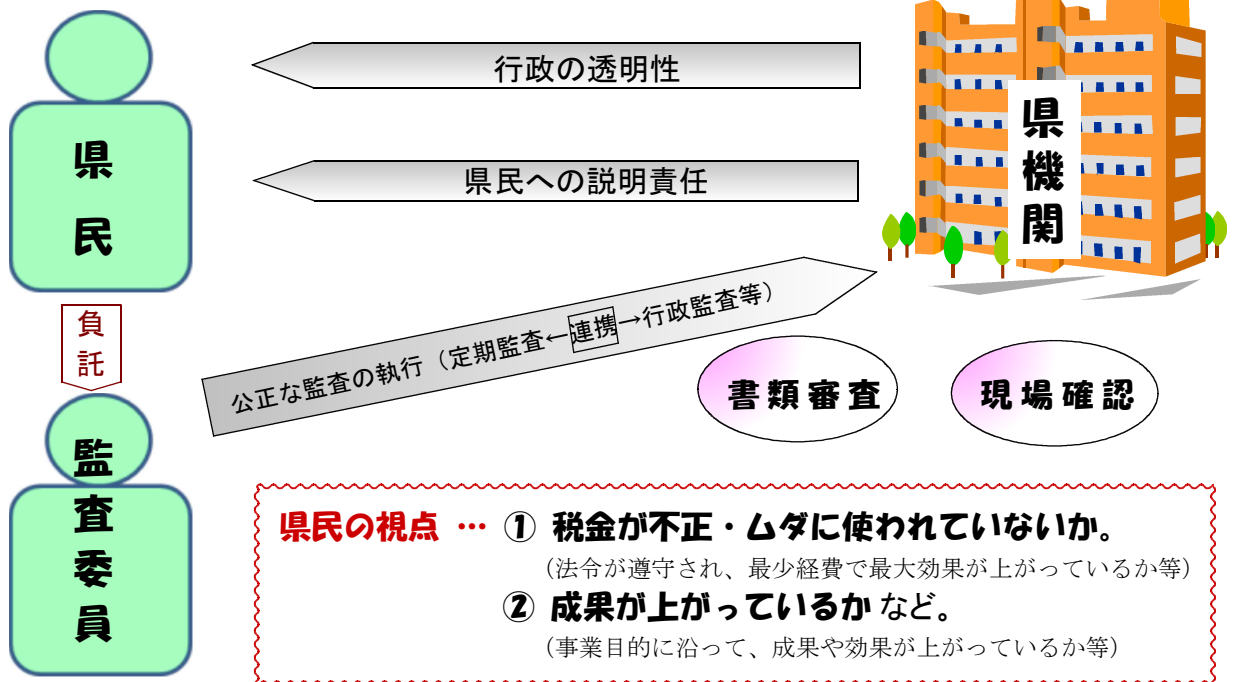 行政の透明性
県民への説明責任
県民
県機関
負託
公正な監査の執行（定期監査←連携→行政監査等）
書類審査
現場確認
監査委員
県民の視点 … ① 税金が不正・ムダに使われていないか。
（法令が遵守され、最少経費で最大効果が上がっているか等）
② 成果が上がっているか など。
（事業目的に沿って、成果や効果が上がっているか等）